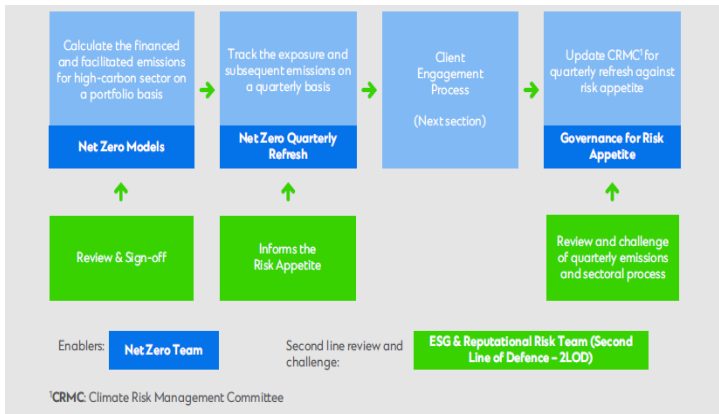 Calculate the financed
and facilitated emissions
for high-carbon sector on
a portfolio basis
Net Zero Models
Track the exposure and
subsequent emissions on
a quarterly basis
Net Zero Quarterly
Refresh
Client
Engagement
Process
(Next section)
Update CRMC¹ for
quarterly refresh against
risk appetite
Governance for Risk
Appetite
Review & Sign-off
Informs the
Risk Appetite
Review and challenge
of quarterly emissions
and sectoral process
Enablers:
Net Zero Team
Second line review and
challenge:
ESG & Reputational Risk Team (Second
Line of Defence – 2LOD)
¹CRMC: Climate Risk Management Committee